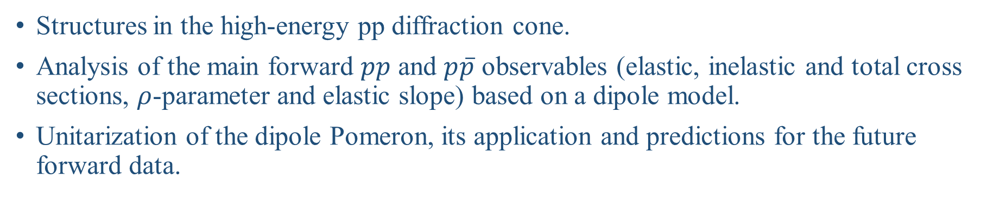 • Structures in the high-energy pp diffraction cone.
• Analysis of the main forward pp and pp̄ observables (elastic, inelastic and total cross
sections, ρ-parameter and elastic slope) based on a dipole model.
• Unitarization of the dipole Pomeron, its application and predictions for the future
forward data.